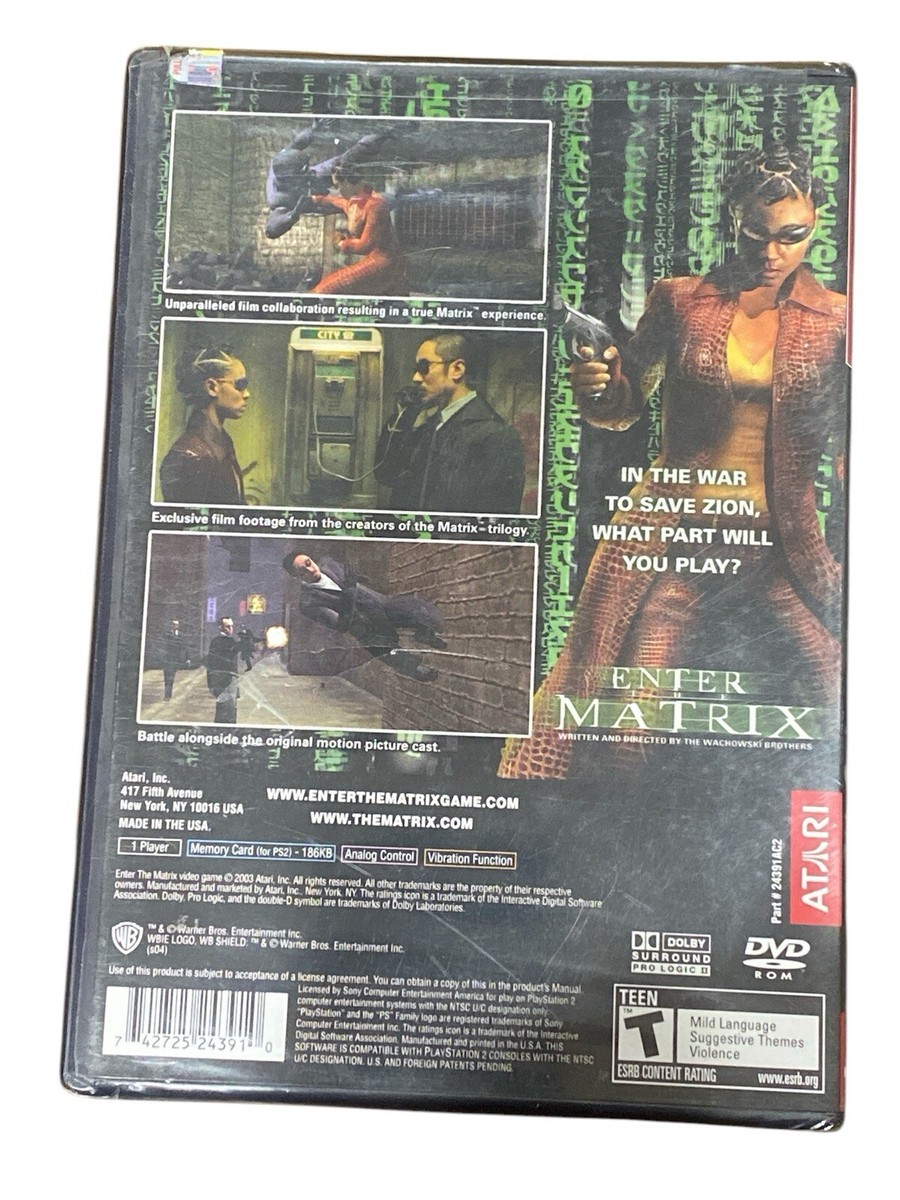 Unparalleled film collaboration resulting in a true Matrix™ experience.
CITY
Exclusive film footage from the creators of the Matrix™ trilogy.
Battle alongside the original motion picture cast.
IN THE WAR
TO SAVE ZION,
WHAT PART WILL
YOU PLAY?
ENTER
THE
MATRIX
WRITTEN AND DIRECTED BY THE WACHOWSKI BROTHERS
Atari, Inc.
417 Fifth Avenue
New York, NY 10016 USA
MADE IN THE USA.
WWW.ENTERTHEMATRIXGAME.COM
WWW.THEMATRIX.COM
1 Player
Memory Card (for PS2) - 186KB
Analog Control
Vibration Function
Part # 24391AC2
ATARI
Enter The Matrix video game © 2003 Atari, Inc. All rights reserved. All other trademarks are the property of their respective
owners. Manufactured and marketed by Atari, Inc., New York, NY. The ratings icon is a trademark of the Interactive Digital Software
Association. Dolby, Pro Logic, and the double-D symbol are trademarks of Dolby Laboratories.
WB
™ & © Warner Bros. Entertainment Inc.
WBIE LOGO, WB SHIELD: ™ & © Warner Bros. Entertainment Inc.
(s04)
DOLBY
SURROUND
PRO LOGIC II
DVD
ROM
Use of this product is subject to acceptance of a license agreement. You can obtain a copy of this in the product's Manual.
Licensed by Sony Computer Entertainment America for play on PlayStation 2
computer entertainment systems with the NTSC U/C designation only.
"PlayStation" and the "PS" Family logo are registered trademarks of Sony
Computer Entertainment Inc. The ratings icon is a trademark of the Interactive
Digital Software Association. Manufactured and printed in the U.S.A. THIS
SOFTWARE IS COMPATIBLE WITH PLAYSTATION 2 CONSOLES WITH THE NTSC
U/C DESIGNATION. U.S. AND FOREIGN PATENTS PENDING.
7 42725 24391 0
TEEN
T
™
Mild Language
Suggestive Themes
Violence
ESRB CONTENT RATING
www.esrb.org